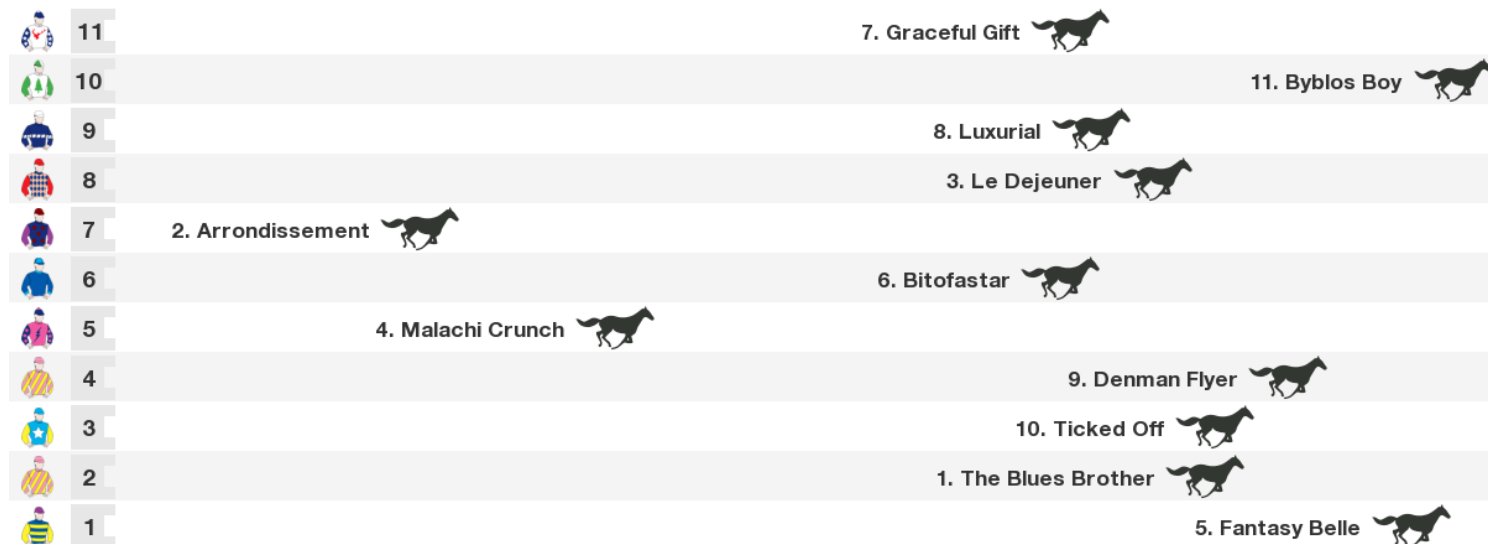 11 7. Graceful Gift
10 11. Byblos Boy
9 8. Luxurial
8 3. Le Dejeuner
7 2. Arrondissement
6 6. Bitofastar
5 4. Malachi Crunch
4 9. Denman Flyer
3 10. Ticked Off
2 1. The Blues Brother
1 5. Fantasy Belle